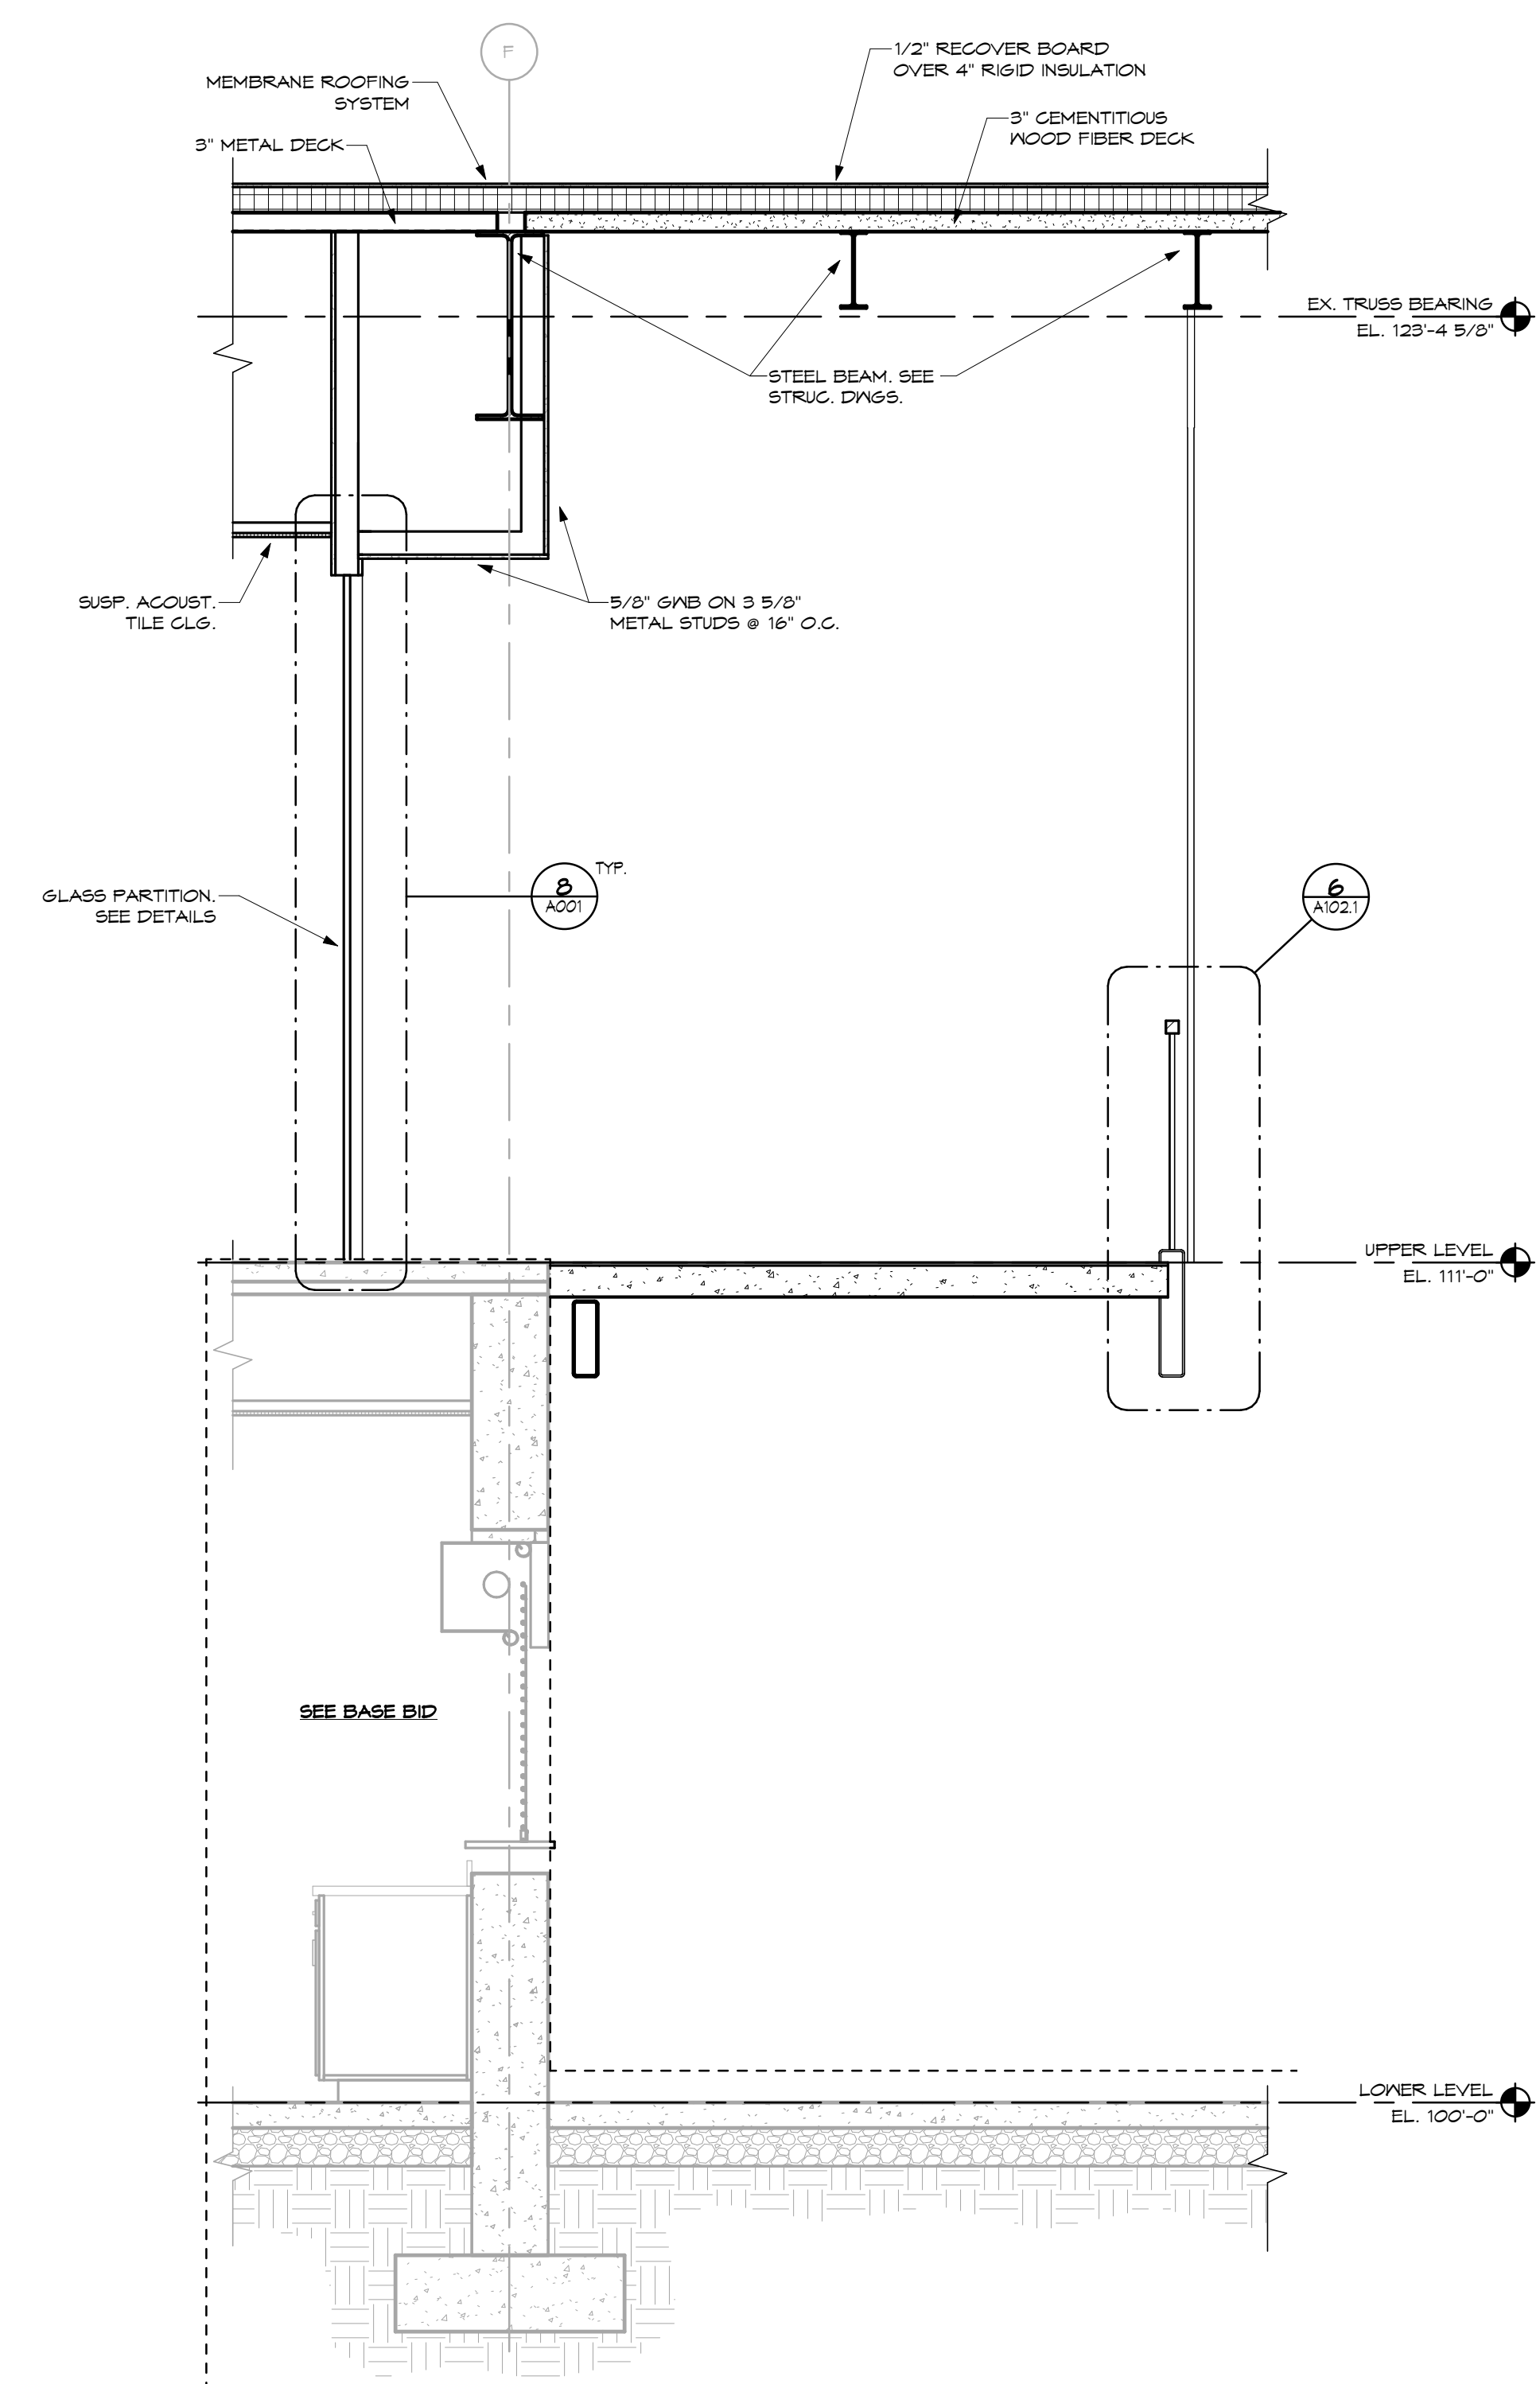 F
1/2" RECOVER BOARD
OVER 4" RIGID INSULATION
MEMBRANE ROOFING
SYSTEM
3" CEMENTITIOUS
WOOD FIBER DECK
3" METAL DECK
EX. TRUSS BEARING
EL. 123'-4 5/8"
STEEL BEAM. SEE
STRUC. DWGS.
SUSP. ACOUST.
TILE CLG.
5/8" GWB ON 3 5/8"
METAL STUDS @ 16" O.C.
GLASS PARTITION.
SEE DETAILS
8
A001
TYP.
6
A102.1
UPPER LEVEL
EL. 111'-0"
SEE BASE BID
LOWER LEVEL
EL. 100'-0"